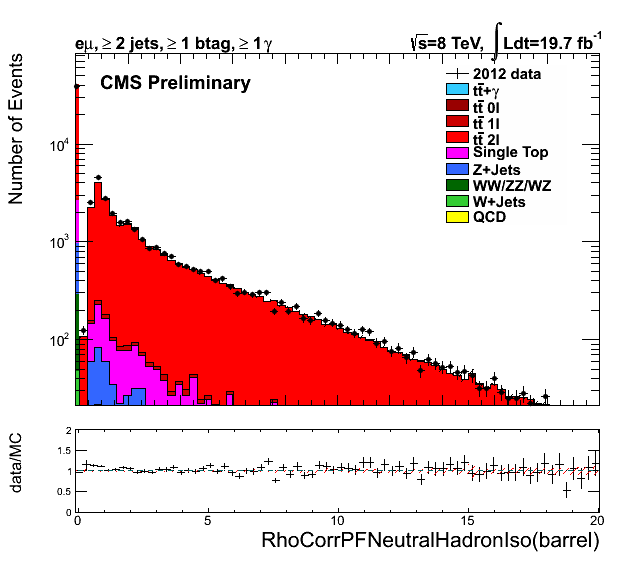 eμ, ≥ 2 jets, ≥ 1 btag, ≥ 1γ
√s=8 TeV, ∫ Ldt=19.7 fb⁻¹
CMS Preliminary
2012 data
tt̄+γ
tt̄ 0l
tt̄ 1l
tt̄ 2l
Single Top
Z+Jets
WW/ZZ/WZ
W+Jets
QCD
Number of Events
10⁴
10³
10²
data/MC
2
1.5
1
0.5
0
0 5 10 15 20
RhoCorrPFNeutralHadronIso(barrel)